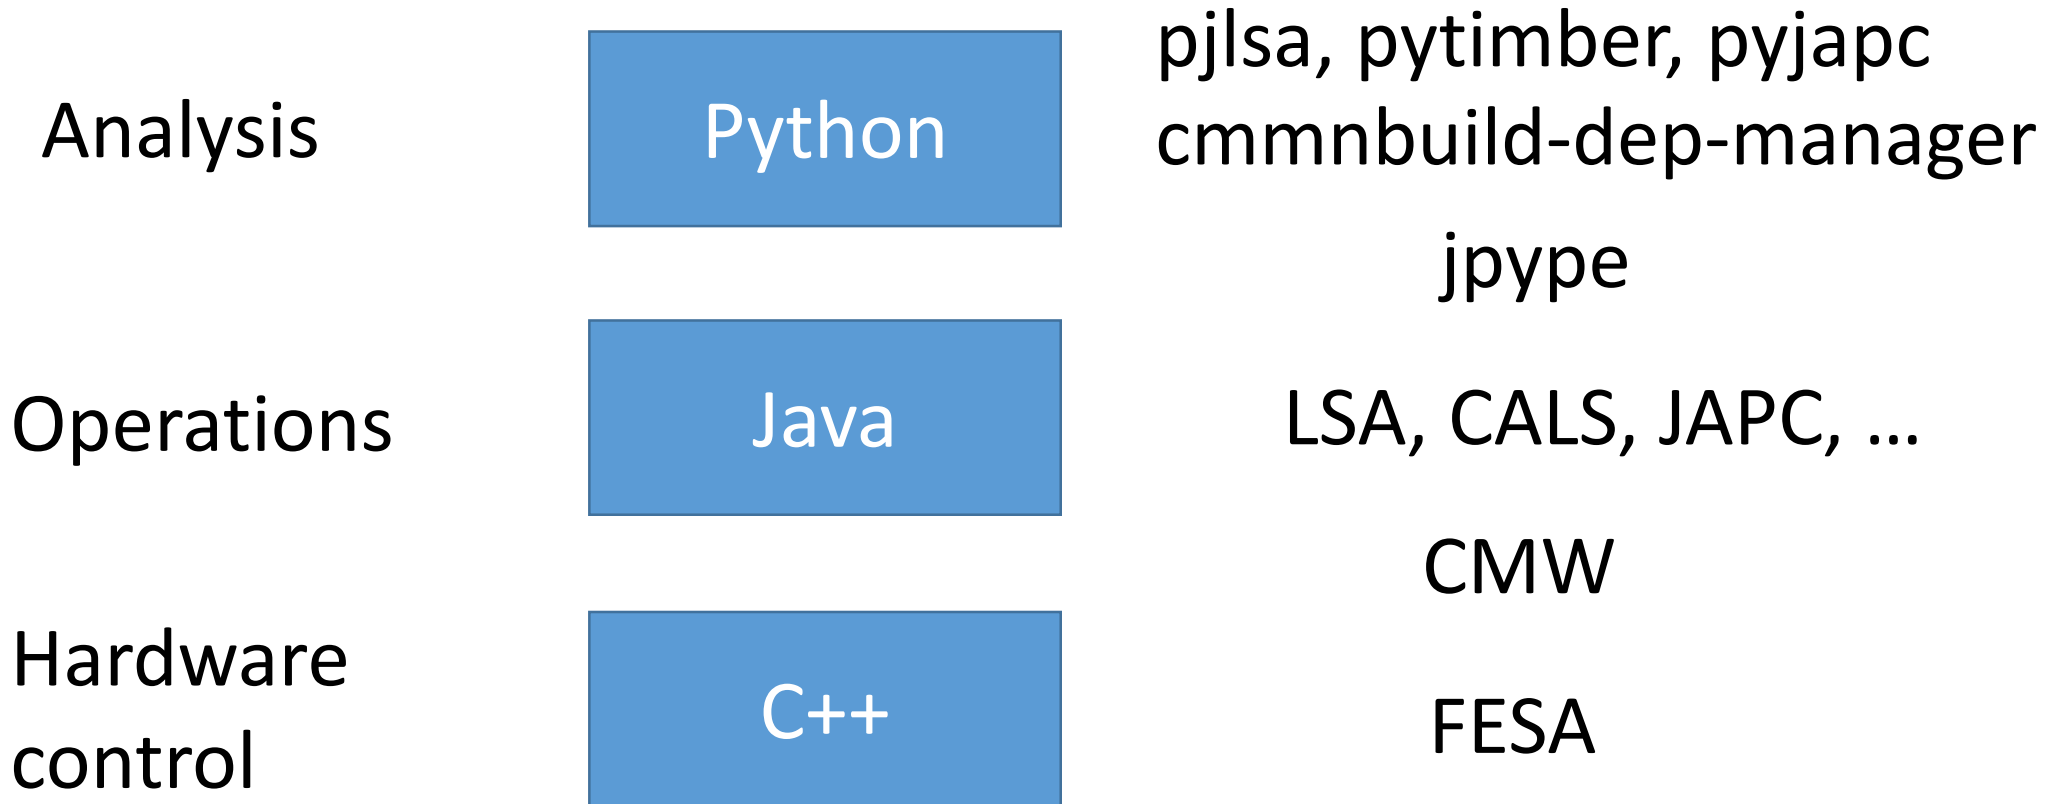 Analysis
Python
pjlsa, pytimber, pyjapc
cmmnbuild-dep-manager
jpype
Operations
Java
LSA, CALS, JAPC, ...
CMW
Hardware
control
C++
FESA